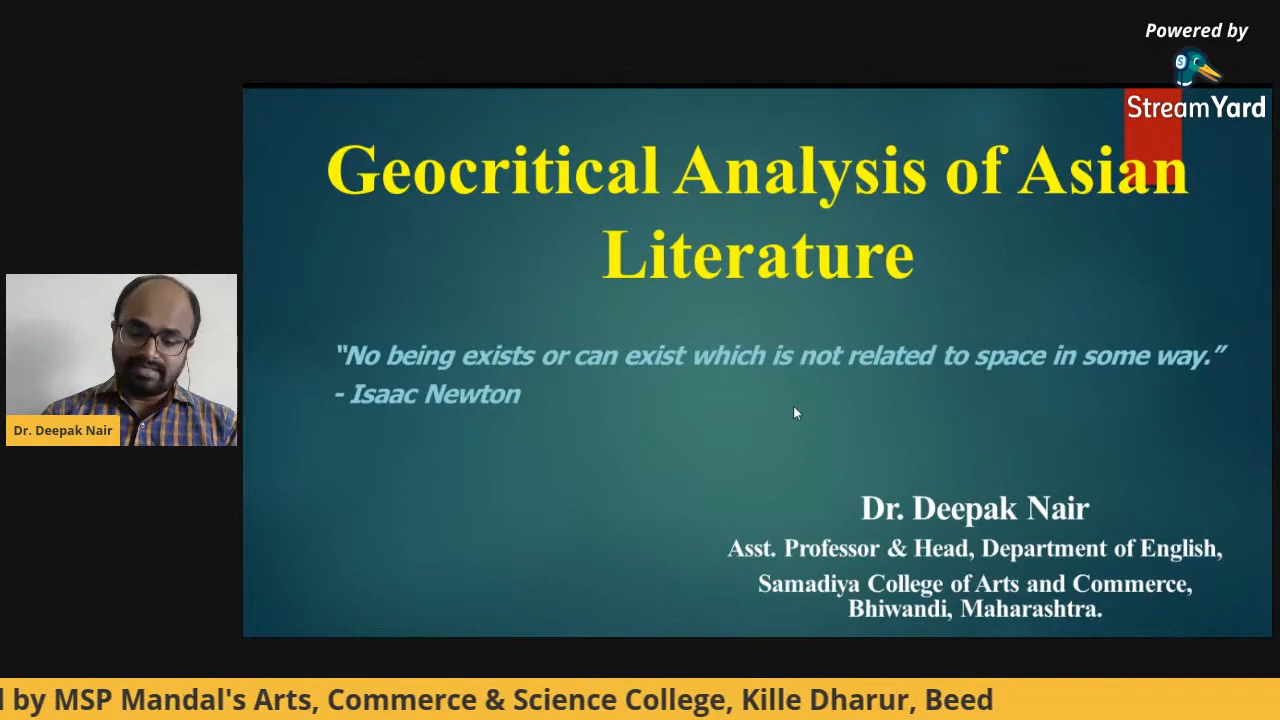 Powered by
StreamYard
Geocritical Analysis of Asian
Literature
“No being exists or can exist which is not related to space in some way.”
- Isaac Newton
Dr. Deepak Nair
Dr. Deepak Nair
Asst. Professor & Head, Department of English,
Samadiya College of Arts and Commerce,
Bhiwandi, Maharashtra.
by MSP Mandal's Arts, Commerce & Science College, Kille Dharur, Beed